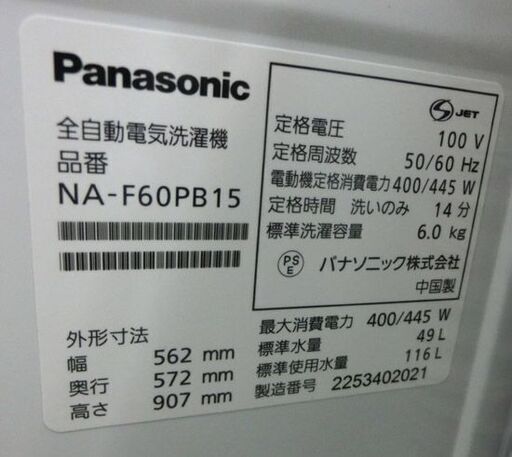 Panasonic
全自動電気洗濯機
品番
NA-F60PB15
外形寸法
幅 562 mm
奥行 572 mm
高さ 907 mm
S JET
定格電圧 100 V
定格周波数 50/60 Hz
電動機定格消費電力 400/445 W
定格時間 洗いのみ 14 分
標準洗濯容量 6.0 kg
PS
E
パナソニック株式会社
中国製
最大消費電力 400/445 W
標準水量 49 L
標準使用水量 116 L
製造番号 2253402021